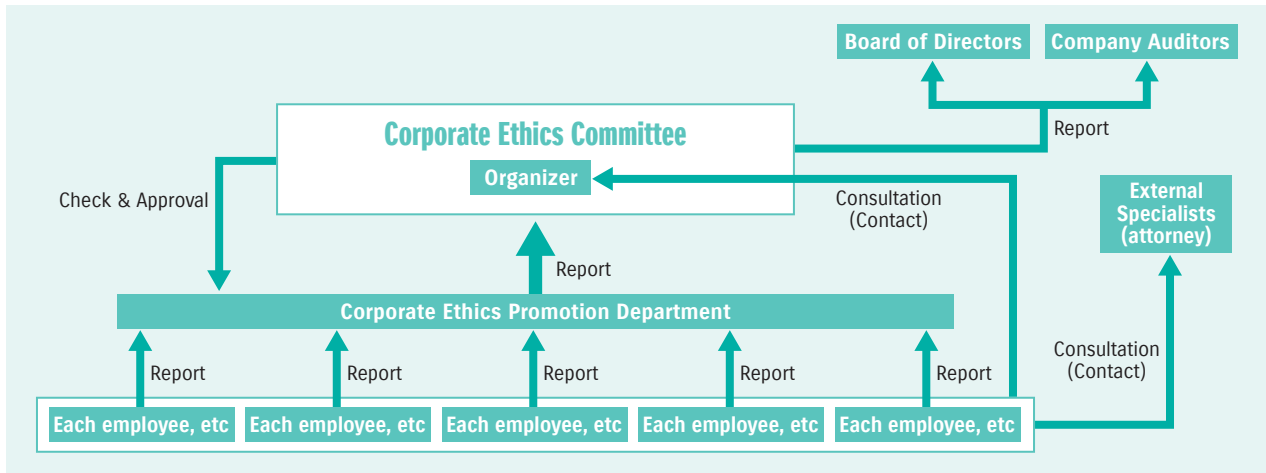 Board of Directors
Company Auditors
Report
Corporate Ethics Committee
Organizer
Check & Approval
Consultation
(Contact)
External
Specialists
(attorney)
Report
Corporate Ethics Promotion Department
Report
Report
Report
Report
Report
Consultation
(Contact)
Each employee, etc
Each employee, etc
Each employee, etc
Each employee, etc
Each employee, etc